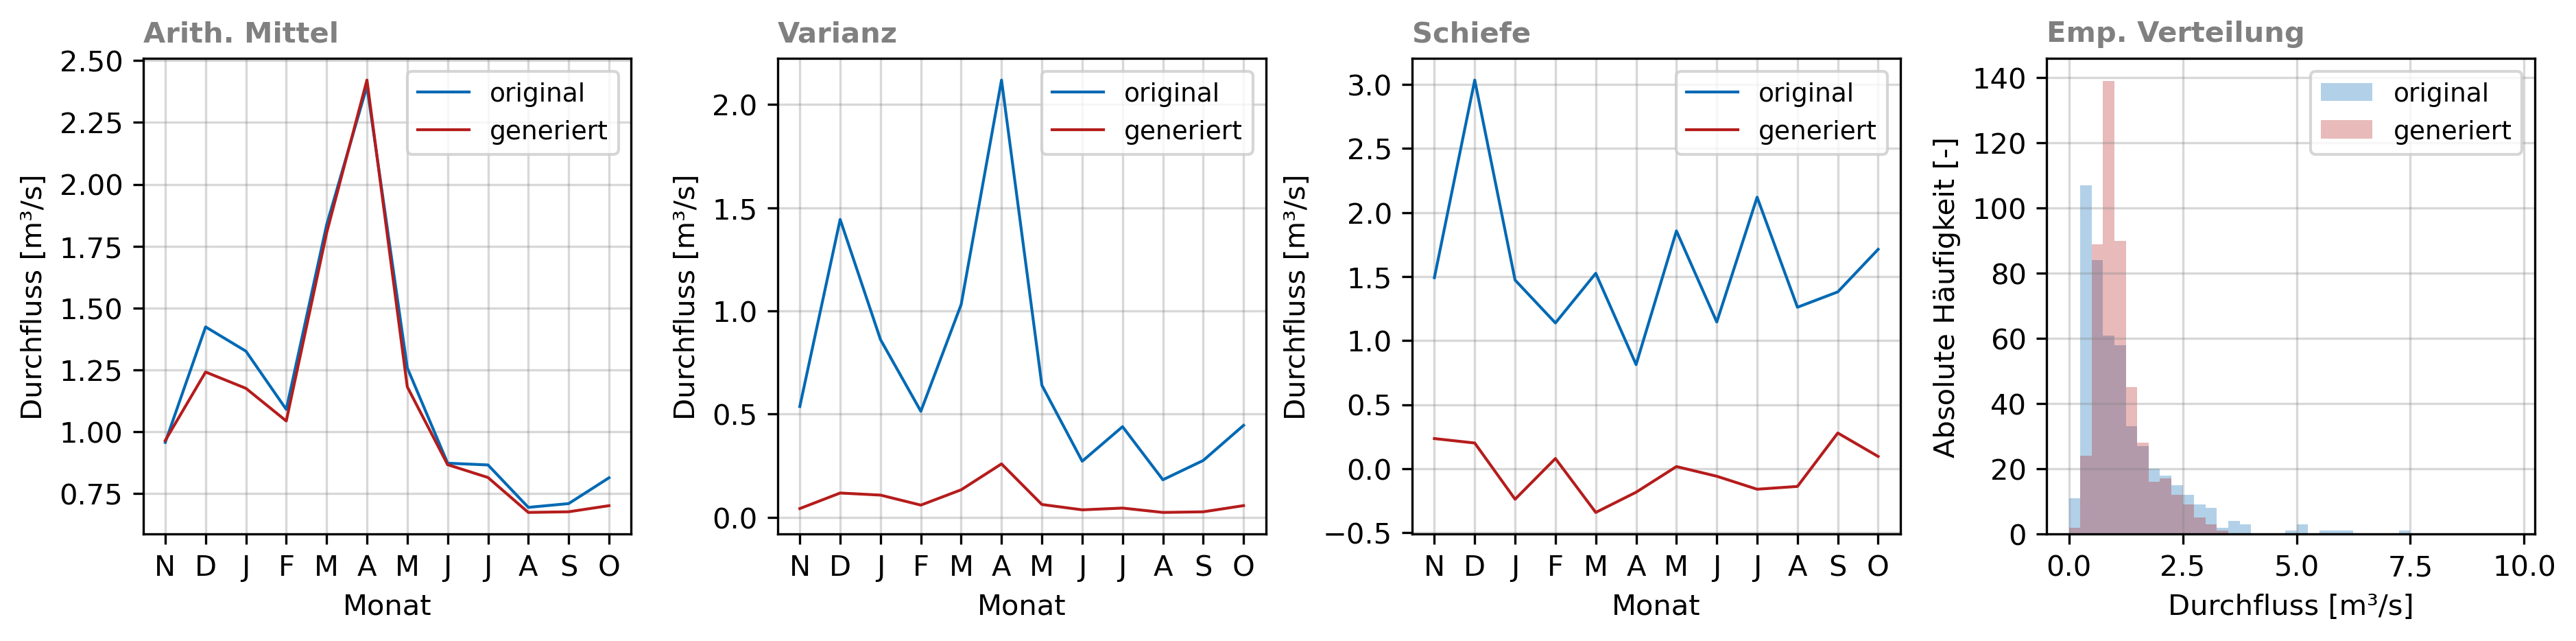 Arith. Mittel
2.50
2.25
2.00
1.75
1.50
1.25
1.00
0.75
Durchfluss [m³/s]
original
generiert
N D J F M A M J J A S O
Monat
Varianz
2.0
1.5
1.0
0.5
0.0
Durchfluss [m³/s]
original
generiert
N D J F M A M J J A S O
Monat
Schiefe
3.0
2.5
2.0
1.5
1.0
0.5
0.0
−0.5
Durchfluss [m³/s]
original
generiert
N D J F M A M J J A S O
Monat
Emp. Verteilung
140
120
100
80
60
40
20
0
Absolute Häufigkeit [-]
original
generiert
0.0 2.5 5.0 7.5 10.0
Durchfluss [m³/s]